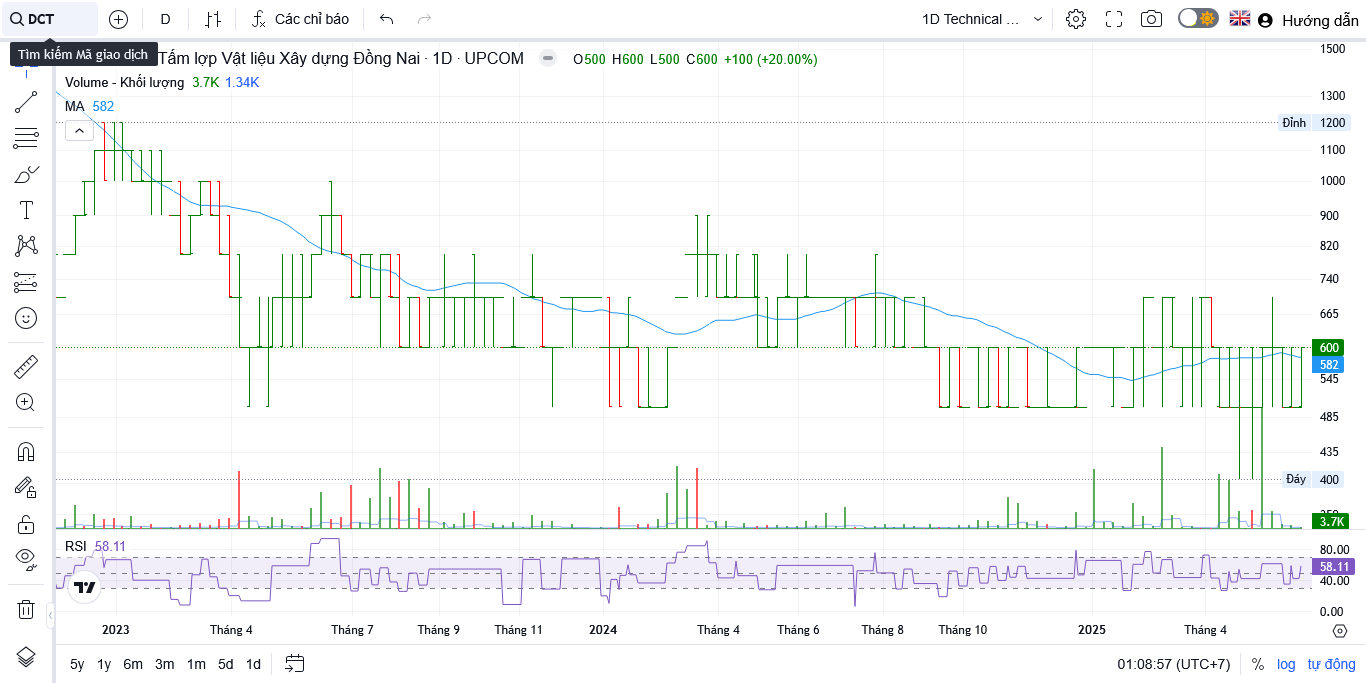 DCT D Các chỉ báo 1D Technical ... Hướng dẫn
Tìm kiếm Mã giao dịch
Tấm lợp Vật liệu Xây dựng Đồng Nai · 1D · UPCOM O500 H600 L500 C600 +100 (+20.00%)
Volume - Khối lượng 3.7K 1.34K
MA 582
1500
1300
Đỉnh 1200
1100
1000
900
820
740
665
600
582
545
485
435
Đáy 400
3.7K
RSI 58.11
80.00
58.11
40.00
0.00
2023 Tháng 4 Tháng 7 Tháng 9 Tháng 11 2024 Tháng 4 Tháng 6 Tháng 8 Tháng 10 2025 Tháng 4
5y 1y 6m 3m 1m 5d 1d 01:08:57 (UTC+7) % log tự động